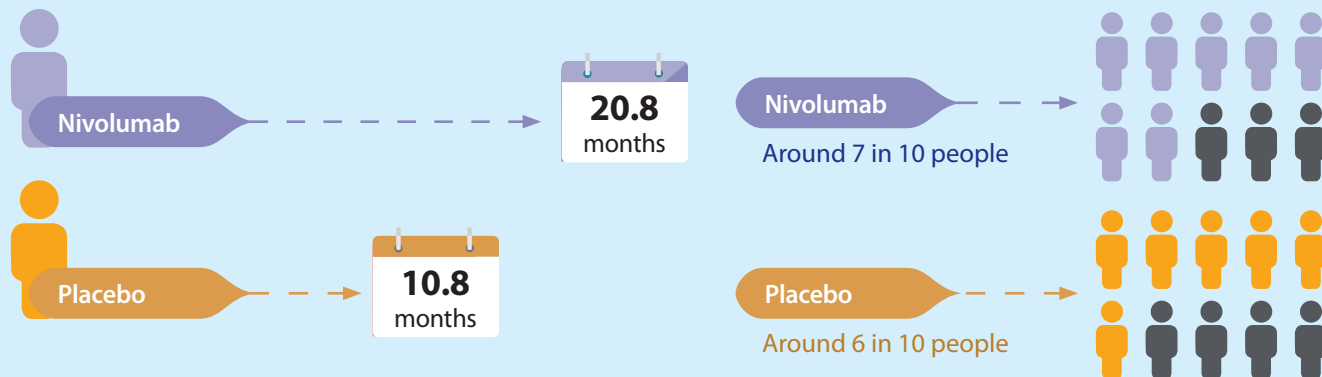 Nivolumab
20.8
months
Placebo
10.8
months
Nivolumab
Around 7 in 10 people
Placebo
Around 6 in 10 people